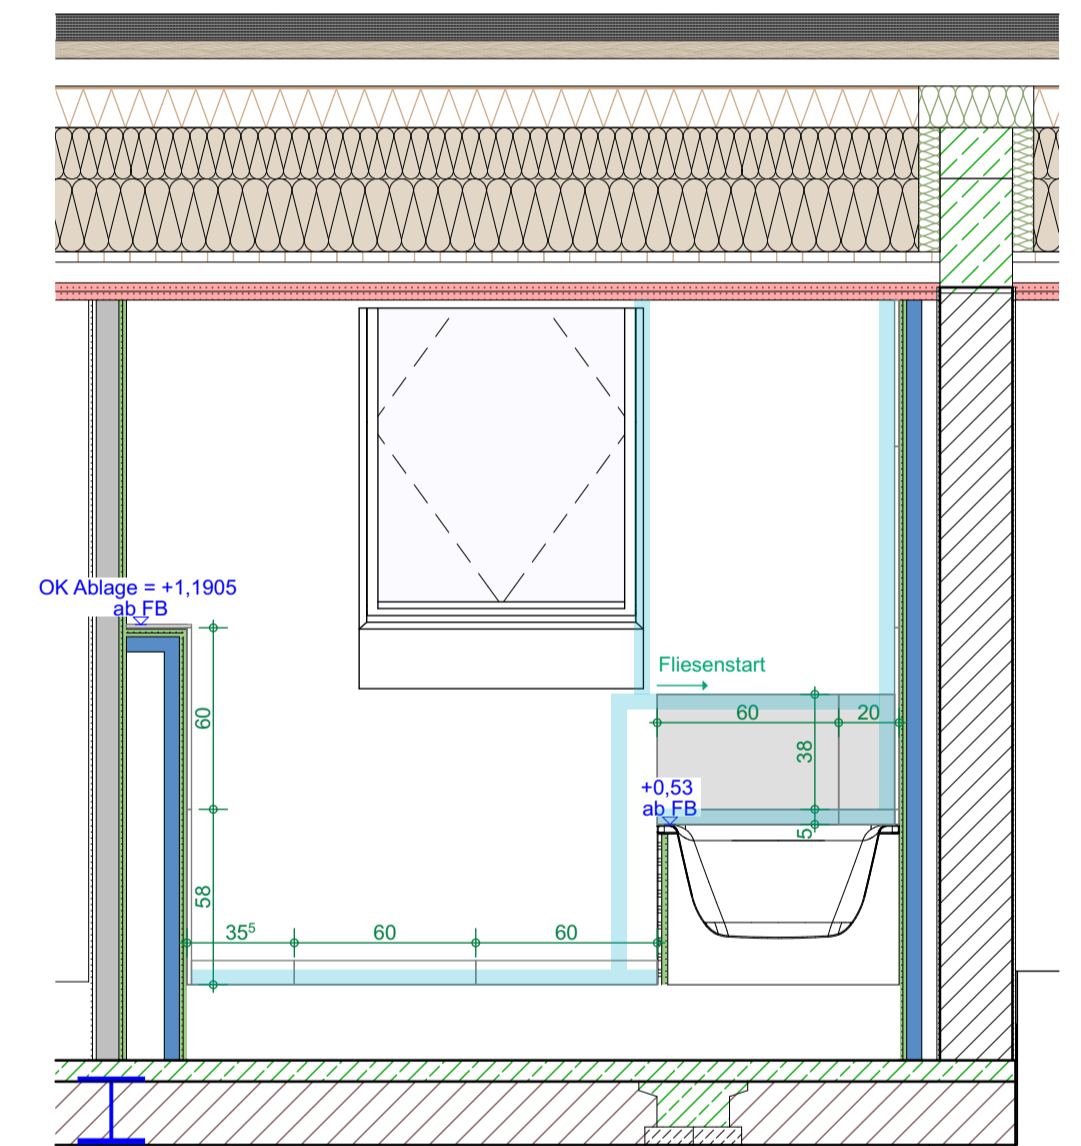 OK Ablage = +1,1905
ab FB
Fliesenstart
60
20
38
60
+0,53
ab FB
5
58
35⁵
60
60